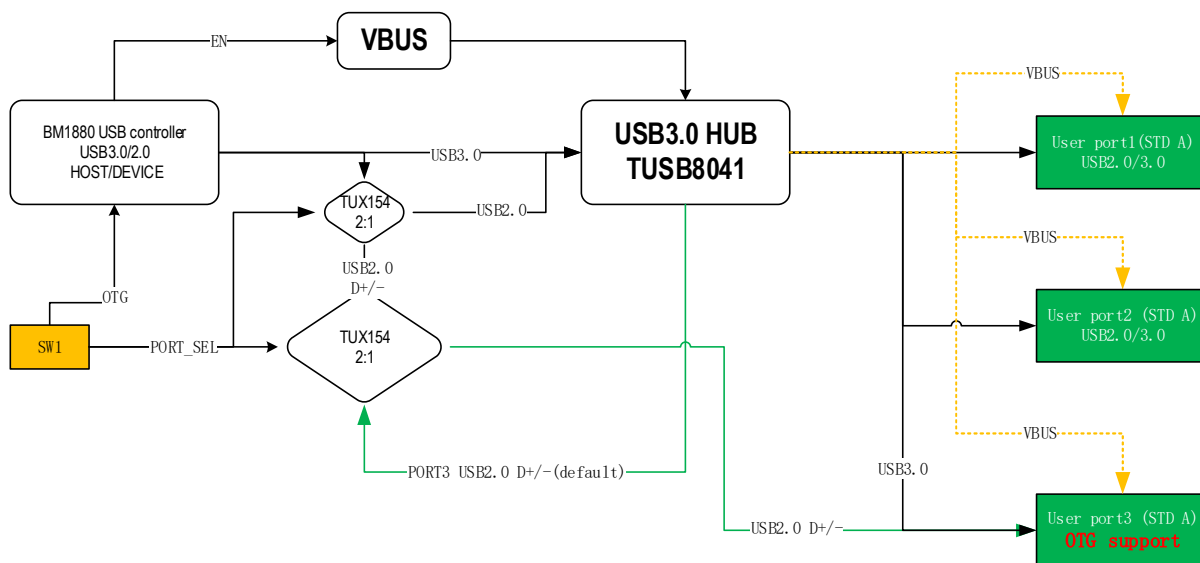 EN
VBUS
VBUS
BM1880 USB controller
USB3.0/2.0
HOST/DEVICE
USB3.0
USB3.0 HUB
TUSB8041
User port1(STD A)
USB2.0/3.0
TUX154
2:1
USB2.0
VBUS
USB2.0
D+/-
OTG
SW1
PORT_SEL
TUX154
2:1
User port2 (STD A)
USB2.0/3.0
VBUS
PORT3 USB2.0 D+/-(default)
USB3.0
USB2.0 D+/-
User port3 (STD A)
OTG support